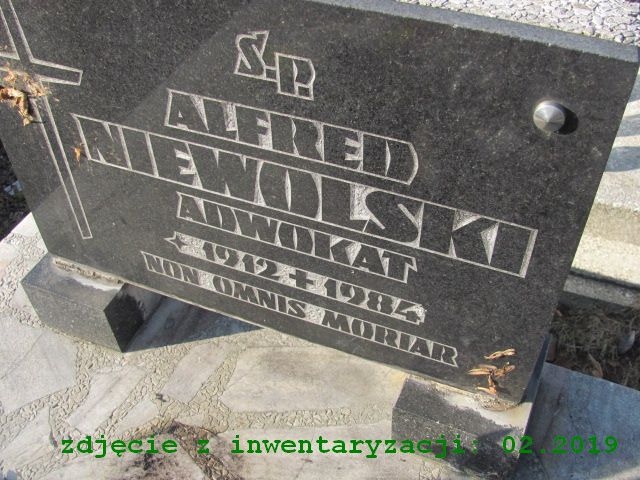 Ś.P.
ALFRED
NIEWOLSKI
ADWOKAT
* 1912 + 1984
NON OMNIS MORIAR
zdjęcie z inwentaryzacji: 02.2019